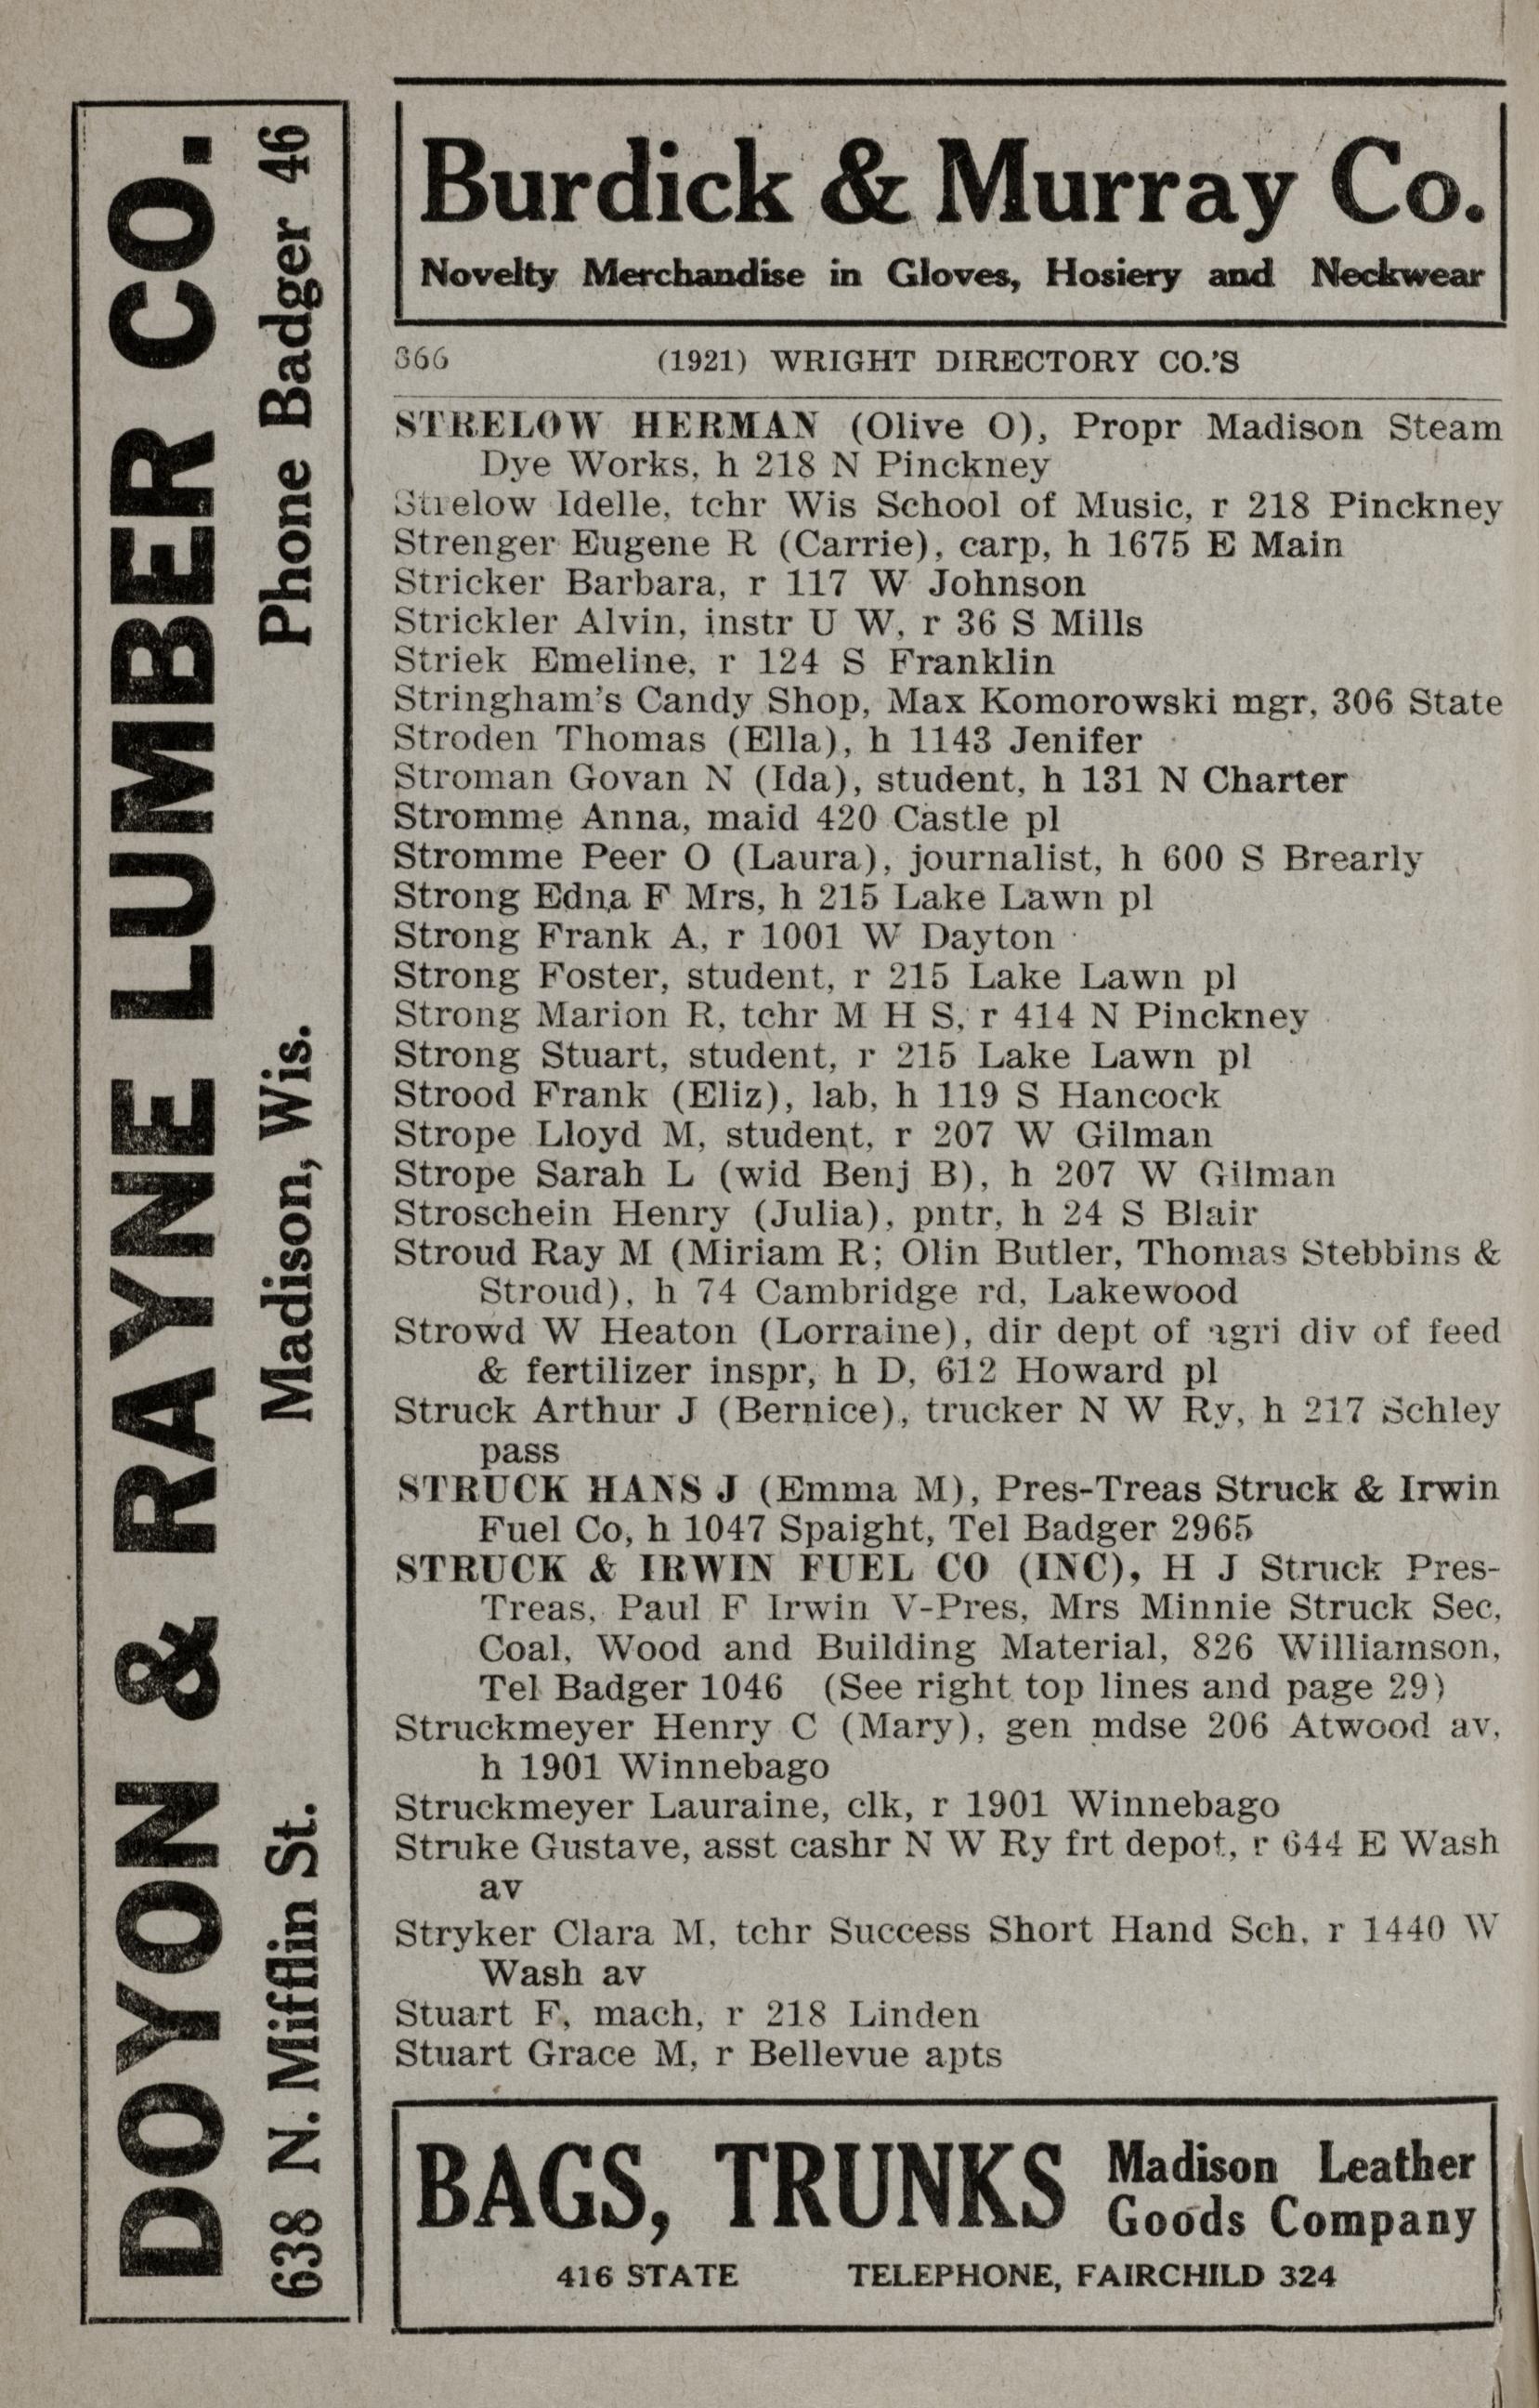 DOYON & RAYNE LUMBER CO.
638 N. Mifflin St. Madison, Wis. Phone Badger 46
Burdick & Murray Co.
Novelty Merchandise in Gloves, Hosiery and Neckwear
366 (1921) WRIGHT DIRECTORY CO.'S
STRELOW HERMAN (Olive O), Propr Madison Steam
Dye Works, h 218 N Pinckney
Strelow Idelle, tchr Wis School of Music, r 218 Pinckney
Strenger Eugene R (Carrie), carp, h 1675 E Main
Stricker Barbara, r 117 W Johnson
Strickler Alvin, instr U W, r 36 S Mills
Striek Emeline, r 124 S Franklin
Stringham's Candy Shop, Max Komorowski mgr, 306 State
Stroden Thomas (Ella), h 1143 Jenifer
Stroman Govan N (Ida), student, h 131 N Charter
Stromme Anna, maid 420 Castle pl
Stromme Peer O (Laura), journalist, h 600 S Brearly
Strong Edna F Mrs, h 215 Lake Lawn pl
Strong Frank A, r 1001 W Dayton
Strong Foster, student, r 215 Lake Lawn pl
Strong Marion R, tchr M H S, r 414 N Pinckney
Strong Stuart, student, r 215 Lake Lawn pl
Strood Frank (Eliz), lab, h 119 S Hancock
Strope Lloyd M, student, r 207 W Gilman
Strope Sarah L (wid Benj B), h 207 W Gilman
Stroschein Henry (Julia), pntr, h 24 S Blair
Stroud Ray M (Miriam R; Olin Butler, Thomas Stebbins &
Stroud), h 74 Cambridge rd, Lakewood
Strowd W Heaton (Lorraine), dir dept of agri div of feed
& fertilizer inspr, h D, 612 Howard pl
Struck Arthur J (Bernice), trucker N W Ry, h 217 Schley
pass
STRUCK HANS J (Emma M), Pres-Treas Struck & Irwin
Fuel Co, h 1047 Spaight, Tel Badger 2965
STRUCK & IRWIN FUEL CO (INC), H J Struck Pres-
Treas, Paul F Irwin V-Pres, Mrs Minnie Struck Sec,
Coal, Wood and Building Material, 826 Williamson,
Tel Badger 1046 (See right top lines and page 29)
Struckmeyer Henry C (Mary), gen mdse 206 Atwood av,
h 1901 Winnebago
Struckmeyer Lauraine, clk, r 1901 Winnebago
Struke Gustave, asst cashr N W Ry frt depot, r 644 E Wash
av
Stryker Clara M, tchr Success Short Hand Sch, r 1440 W
Wash av
Stuart F, mach, r 218 Linden
Stuart Grace M, r Bellevue apts
BAGS, TRUNKS Madison Leather
Goods Company
416 STATE TELEPHONE, FAIRCHILD 324